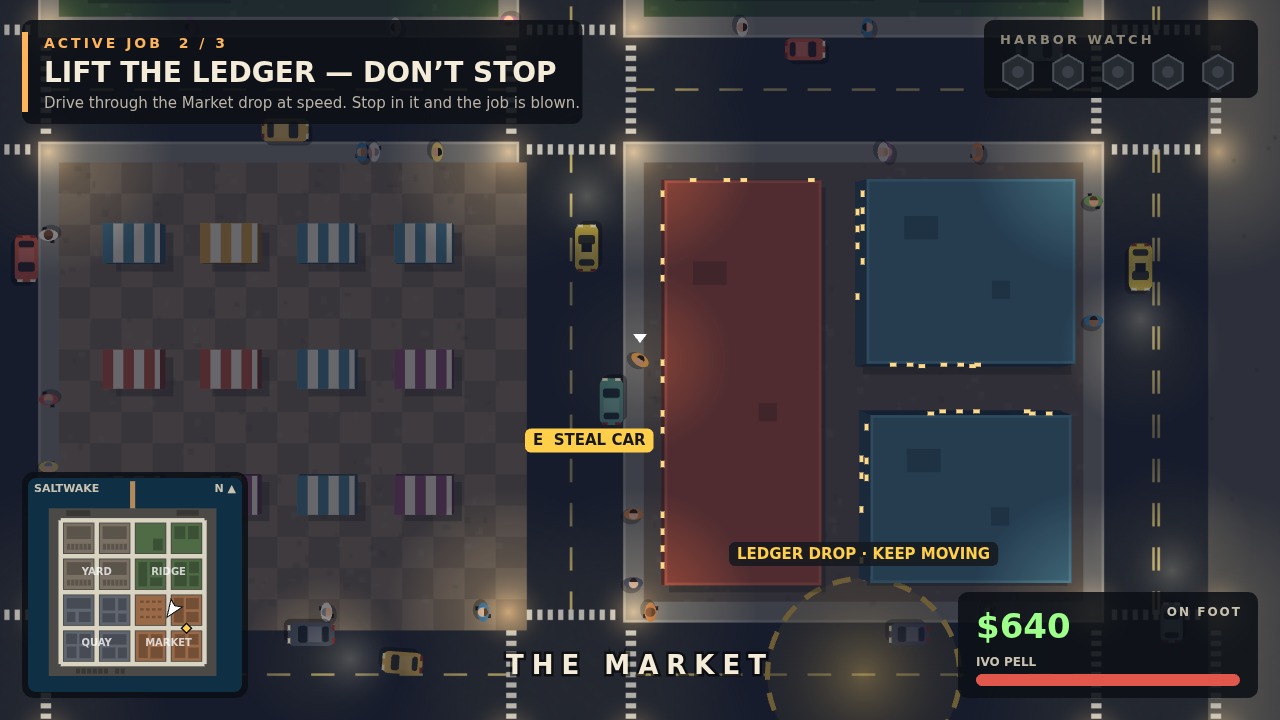 ACTIVE JOB 2 / 3
LIFT THE LEDGER — DON’T STOP
Drive through the Market drop at speed. Stop in it and the job is blown.
HARBOR WATCH
E STEAL CAR
SALTWAKE
N ▲
YARD
RIDGE
QUAY
MARKET
LEDGER DROP · KEEP MOVING
THE MARKET
ON FOOT
$640
IVO PELL